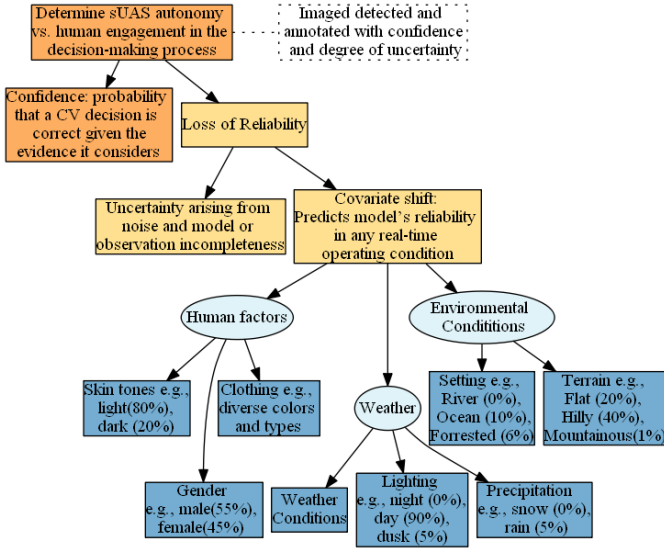 Determine sUAS autonomy
vs. human engagement in the
decision-making process
Imaged detected and
annotated with confidence
and degree of uncertainty
Confidence: probability
that a CV decision is
correct given the
evidence it considers
Loss of Reliability
Uncertainty arising from
noise and model or
observation incompleteness
Covariate shift:
Predicts model's reliability
in any real-time
operating condition
Human factors
Environmental
Condititions
Skin tones e.g.,
light(80%),
dark (20%)
Clothing e.g.,
diverse colors
and types
Weather
Setting e.g.,
River (0%),
Ocean (10%),
Forrested (6%)
Terrain e.g.,
Flat (20%),
Hilly (40%),
Mountainous(1%)
Gender
e.g., male(55%),
female(45%)
Weather
Conditions
Lighting
e.g., night (0%),
day (90%),
dusk (5%)
Precipitation
e.g., snow (0%),
rain (5%)